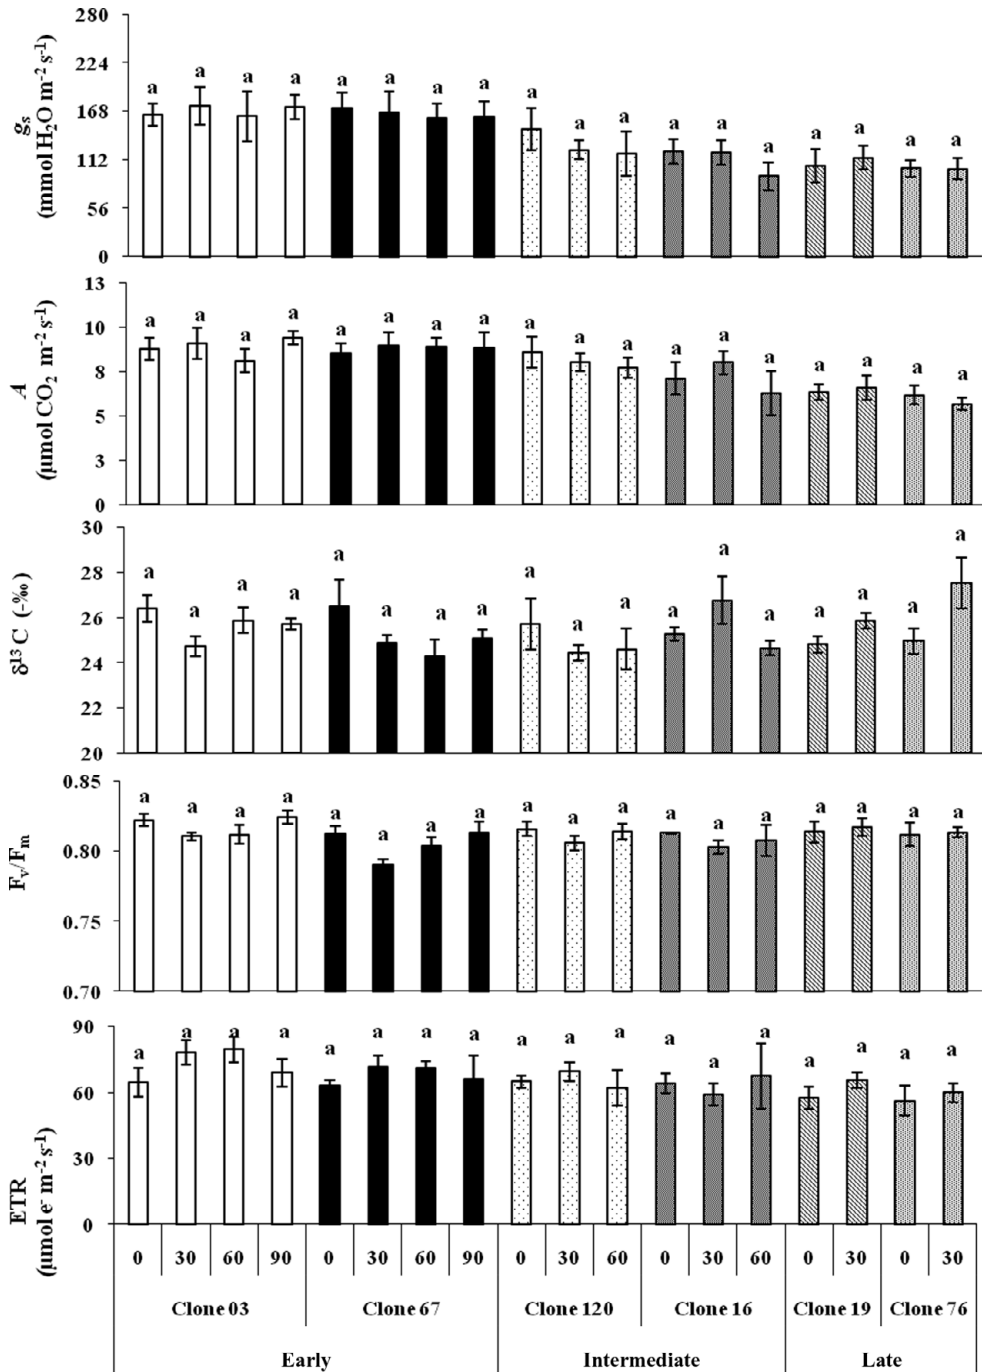 280
224
168
112
56
0
g_s
(mmol H₂O m⁻² s⁻¹)
a a a a a a a a a a a a a a a a a a
13
10
8
5
3
0
A
(µmol CO₂ m⁻² s⁻¹)
a a a a a a a a a a a a a a a a a a
30
28
26
24
22
20
δ¹³ C (-‰)
a a a a a a a a a a a a a a a a a a
0.85
0.80
0.75
0.70
Fᵥ/Fₘ
a a a a a a a a a a a a a a a a a a
90
60
30
0
ETR
(µmol e⁻ m⁻² s⁻¹)
a a a a a a a a a a a a a a a a a a
0 30 60 90 0 30 60 90 0 30 60 0 30 60 0 30 0 30
Clone 03 Clone 67 Clone 120 Clone 16 Clone 19 Clone 76
Early Intermediate Late